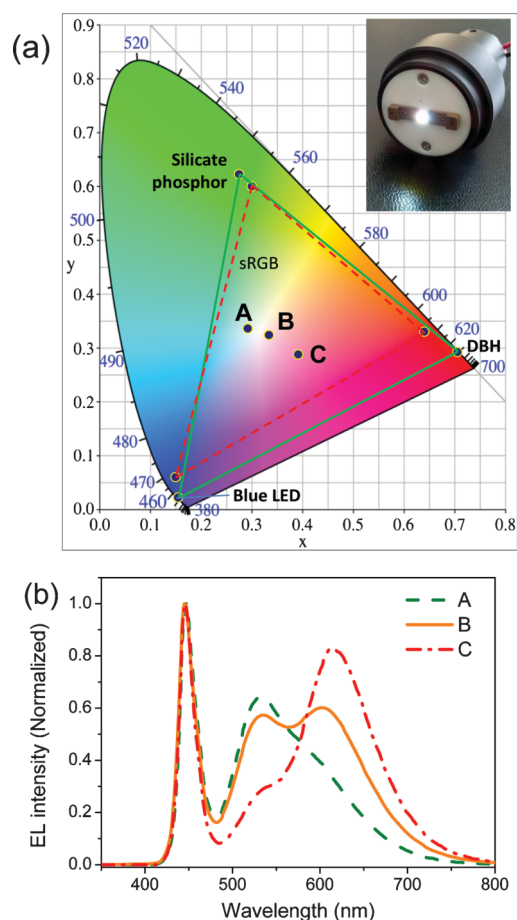 (a)
0.9
0.8
0.7
0.6
0.5
y
0.4
0.3
0.2
0.1
0.0
0.0 0.1 0.2 0.3 0.4 0.5 0.6 0.7 0.8
x
520
540
560
580
600
620
700
500
490
480
470
460
380
Silicate
phosphor
sRGB
A
B
C
DBH
Blue LED
(b)
EL intensity (Normalized)
1.0
0.8
0.6
0.4
0.2
0.0
400 500 600 700 800
Wavelength (nm)
A
B
C